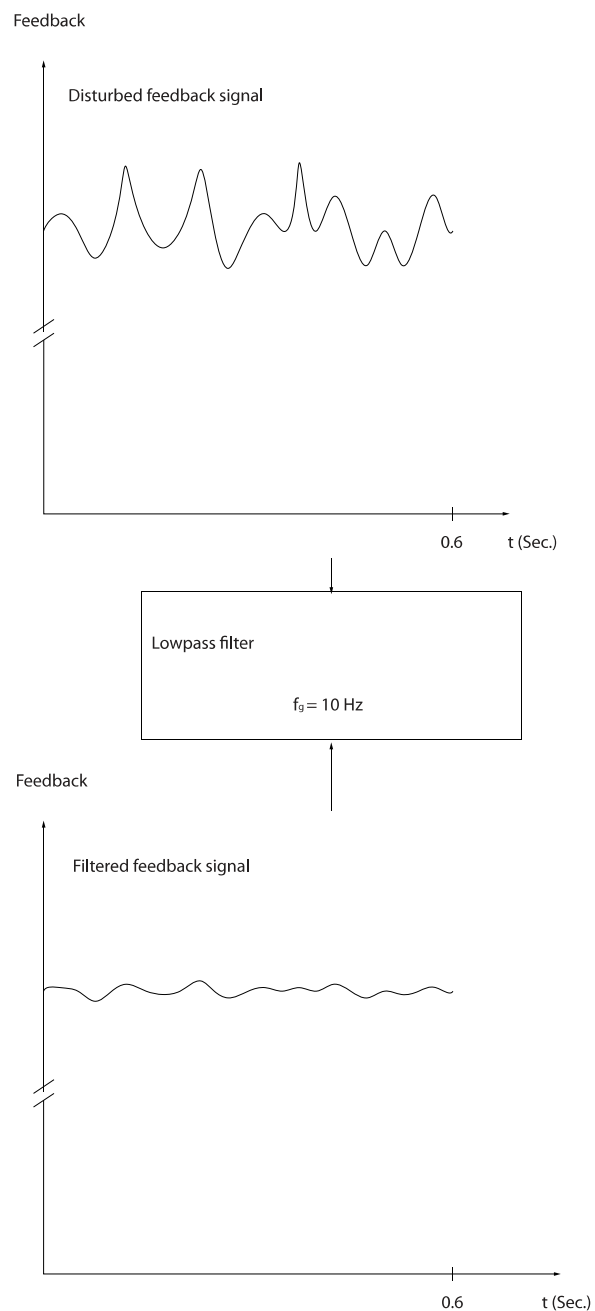 Feedback
Disturbed feedback signal
0.6 t (Sec.)
Lowpass filter
fg = 10 Hz
Feedback
Filtered feedback signal
0.6 t (Sec.)